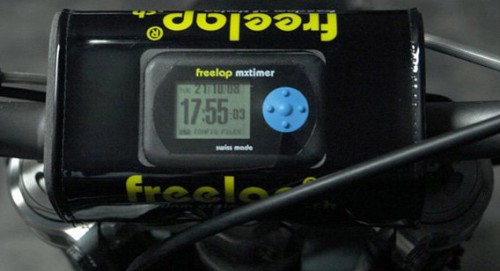 freelap®
freelap mxtimer
21/10/08
17:55:03
swiss made
freelap